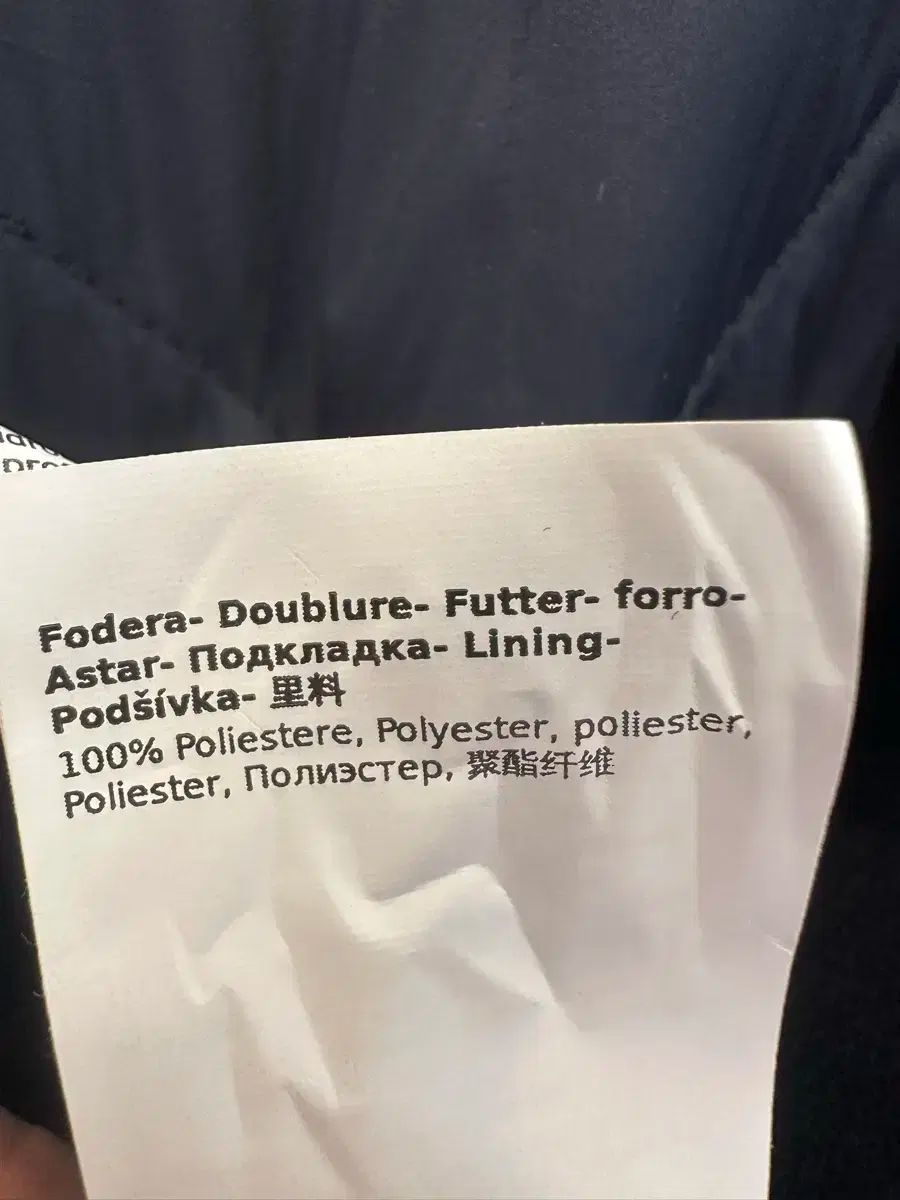 Fodera- Doublure- Futter- forro-
Astar- Подкладка- Lining-
Podšívka- 里料
100% Poliestere, Polyester, poliester,
Poliester, Полиэстер, 聚酯纤维